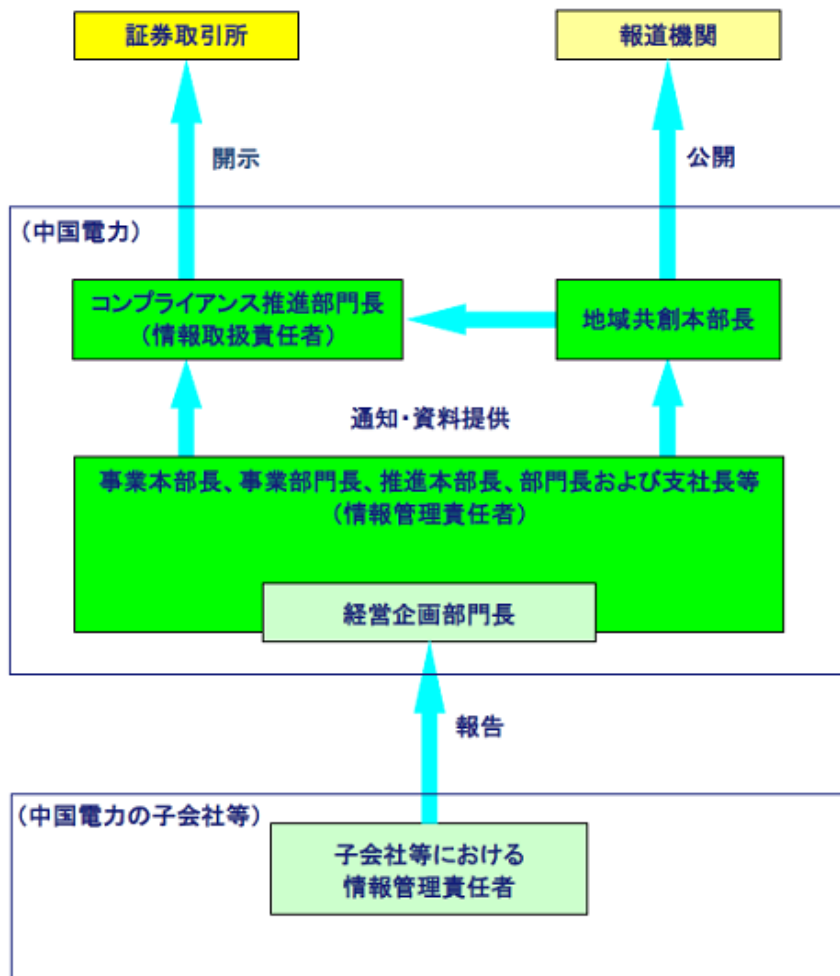 証券取引所
報道機関
開示
公開
（中国電力）
コンプライアンス推進部門長
（情報取扱責任者）
地域共創本部長
通知・資料提供
事業本部長、事業部門長、推進本部長、部門長および支社長等
（情報管理責任者）
経営企画部門長
報告
（中国電力の子会社等）
子会社等における
情報管理責任者